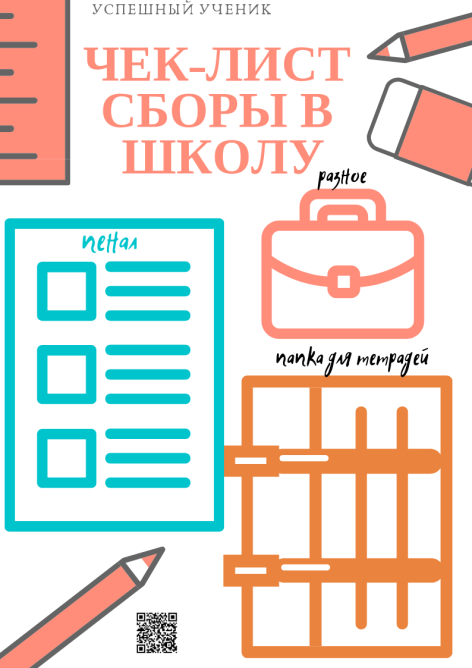 УСПЕШНЫЙ УЧЕНИК
ЧЕК-ЛИСТ
СБОРЫ В
ШКОЛУ
разное
пенал
папка для тетрадей